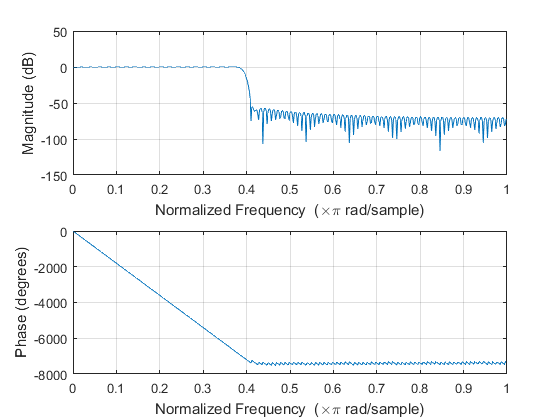 50
0
-50
-100
-150
Magnitude (dB)
0 0.1 0.2 0.3 0.4 0.5 0.6 0.7 0.8 0.9 1
Normalized Frequency (×π rad/sample)
0
-2000
-4000
-6000
-8000
Phase (degrees)
0 0.1 0.2 0.3 0.4 0.5 0.6 0.7 0.8 0.9 1
Normalized Frequency (×π rad/sample)